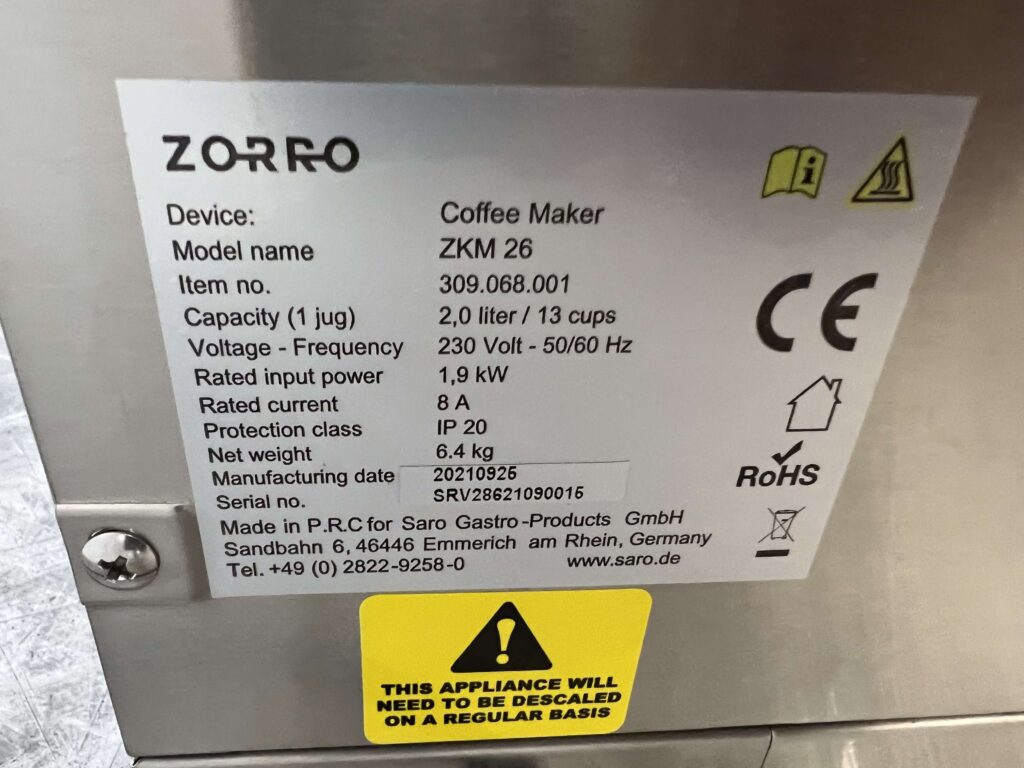 ZORRO
Device: Coffee Maker
Model name ZKM 26
Item no. 309.068.001
Capacity (1 jug) 2,0 liter / 13 cups
Voltage - Frequency 230 Volt - 50/60 Hz
Rated input power 1,9 kW
Rated current 8 A
Protection class IP 20
Net weight 6.4 kg
Manufacturing date 20210925
Serial no. SRV28621090015
Made in P.R.C for Saro Gastro-Products GmbH
Sandbahn 6, 46446 Emmerich am Rhein, Germany
Tel. +49 (0) 2822-9258-0 www.saro.de
i
CE
RoHS
!
THIS APPLIANCE WILL
NEED TO BE DESCALED
ON A REGULAR BASIS